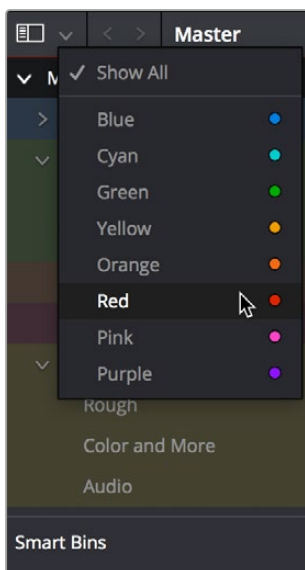 Master
M
Show All
Blue
Cyan
Green
Yellow
Orange
Red
Pink
Purple
Rough
Color and More
Audio
Smart Bins